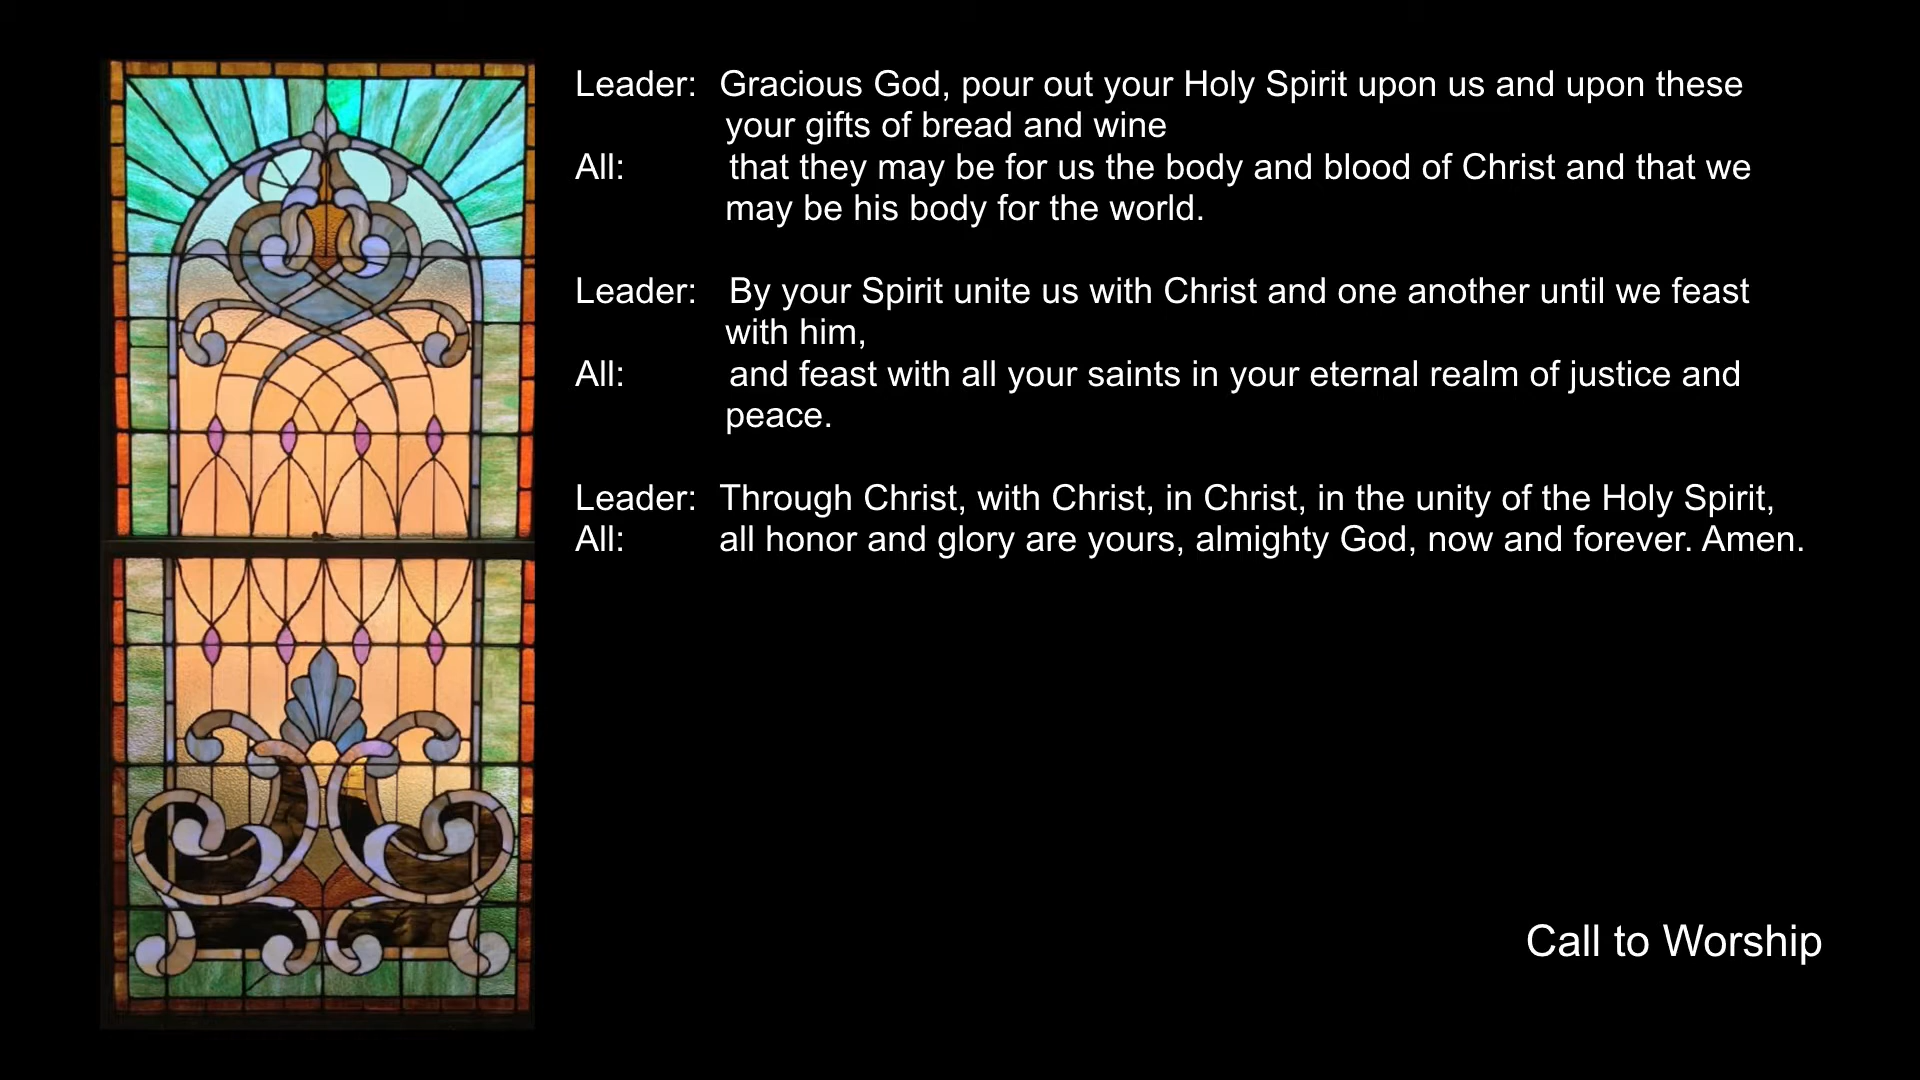 Leader: Gracious God, pour out your Holy Spirit upon us and upon these
your gifts of bread and wine
All: that they may be for us the body and blood of Christ and that we
may be his body for the world.
Leader: By your Spirit unite us with Christ and one another until we feast
with him,
All: and feast with all your saints in your eternal realm of justice and
peace.
Leader: Through Christ, with Christ, in Christ, in the unity of the Holy Spirit,
All: all honor and glory are yours, almighty God, now and forever. Amen.
Call to Worship